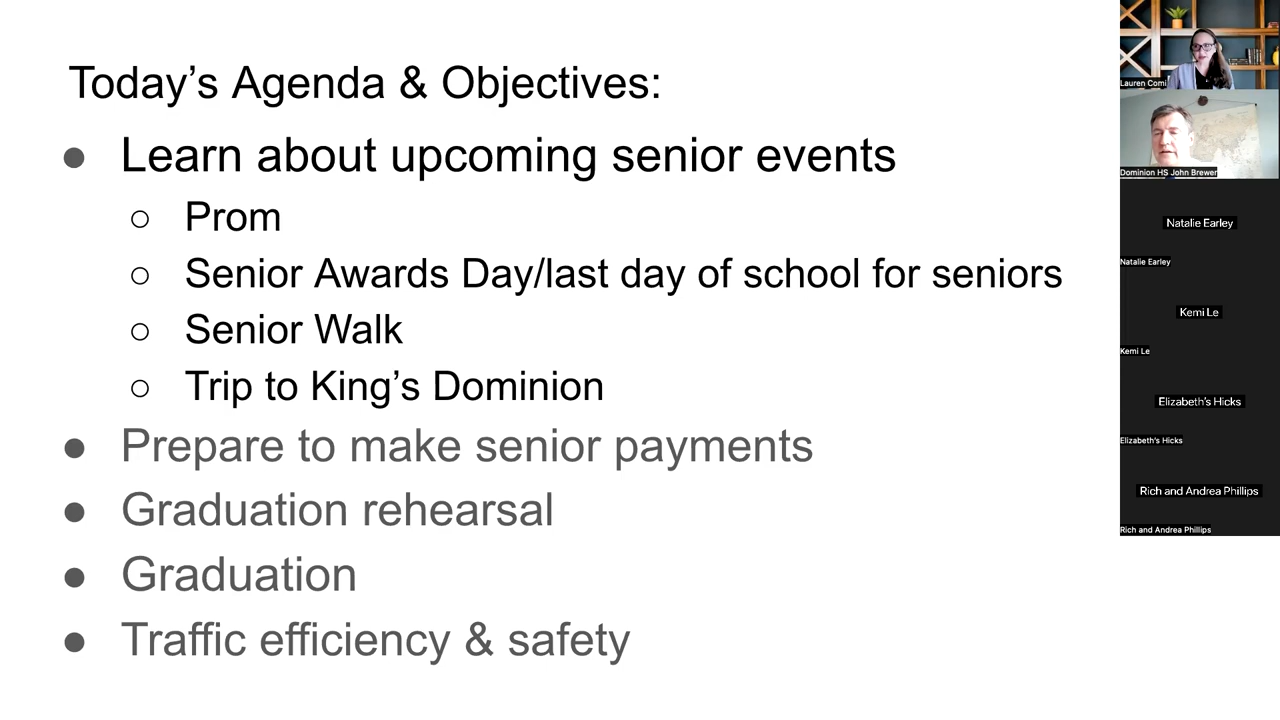 Today's Agenda & Objectives:
● Learn about upcoming senior events
○ Prom
○ Senior Awards Day/last day of school for seniors
○ Senior Walk
○ Trip to King's Dominion
● Prepare to make senior payments
● Graduation rehearsal
● Graduation
● Traffic efficiency & safety
Lauren Comi
Dominion HS John Brewer
Natalie Earley
Natalie Earley
Kemi Le
Kemi Le
Elizabeth's Hicks
Elizabeth's Hicks
Rich and Andrea Phillips
Rich and Andrea Phillips